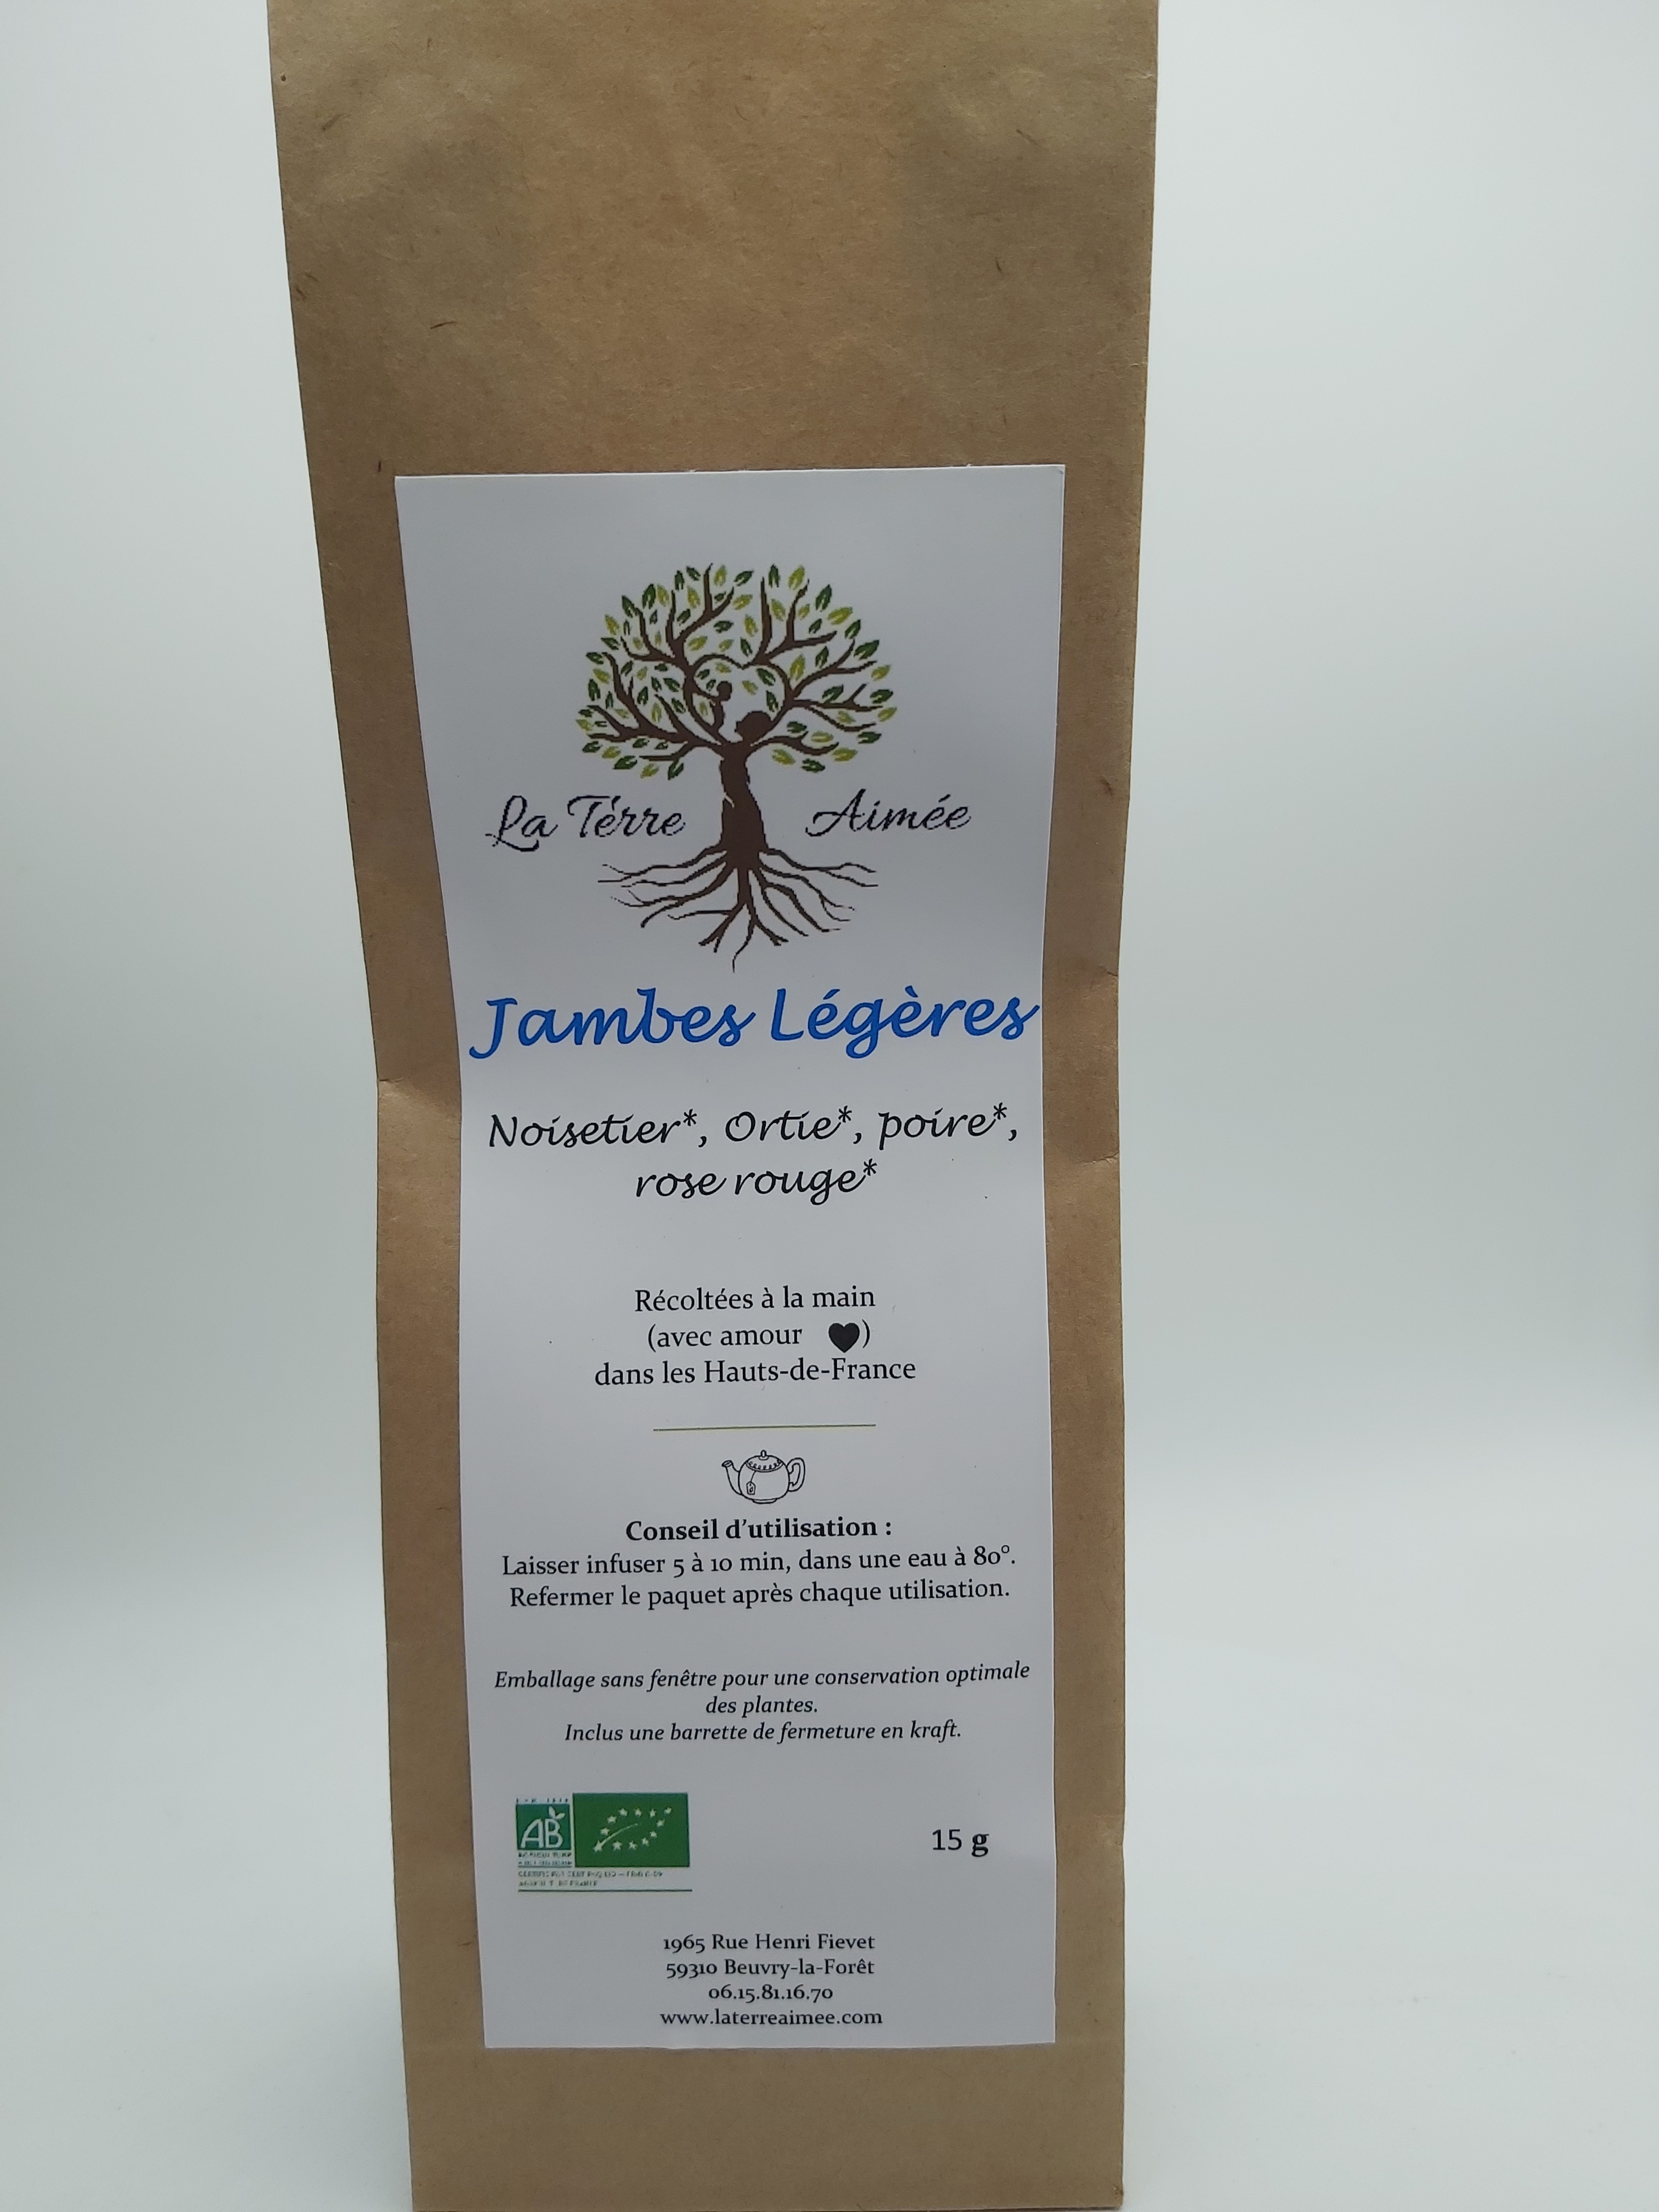 La Terre Aimée
Jambes Légères
Noisetier*, Ortie*, poire*,
rose rouge*
Récoltées à la main
(avec amour ♥)
dans les Hauts-de-France
Conseil d’utilisation :
Laisser infuser 5 à 10 min, dans une eau à 80°.
Refermer le paquet après chaque utilisation.
Emballage sans fenêtre pour une conservation optimale
des plantes.
Inclus une barrette de fermeture en kraft.
AB
15 g
1965 Rue Henri Fievet
59310 Beuvry-la-Forêt
06.15.81.16.70
www.laterreaimee.com